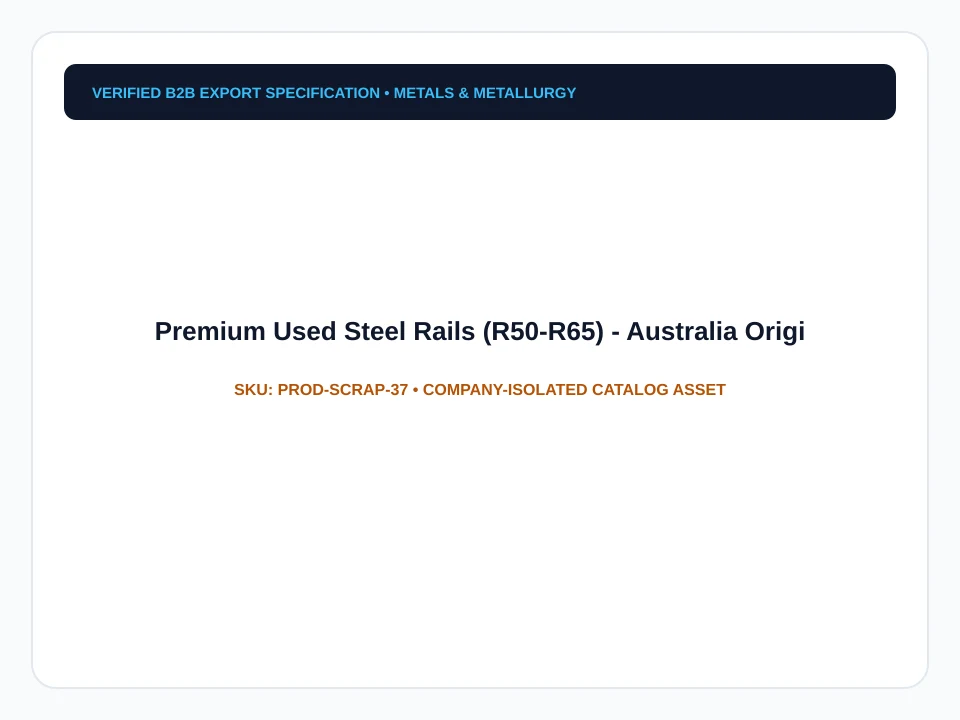 VERIFIED B2B EXPORT SPECIFICATION • METALS & METALLURGY
Premium Used Steel Rails (R50-R65) - Australia Origi
SKU: PROD-SCRAP-37 • COMPANY-ISOLATED CATALOG ASSET